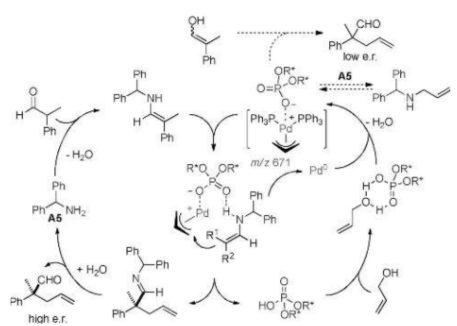 OH
Ph
CHO
Ph
low e.r.
O
R*O
OR*
P
O
O−
A5
Ph
Ph
N
H
Ph3P
PPh3
+
Pd
m/z 671
- H2O
Ph
Ph
NH
Ph
O
Ph
- H2O
Ph
Ph
NH2
A5
R*O
OR*
P
−O
O
+
Pd
H
N
Ph
Ph
R1
H
R2
Pd0
H
O
OR*
P
OR*
O
H
O
H
+ H2O
CHO
Ph
high e.r.
Ph
Ph
N
H
Ph
O
OR*
P
HO
OR*
OH